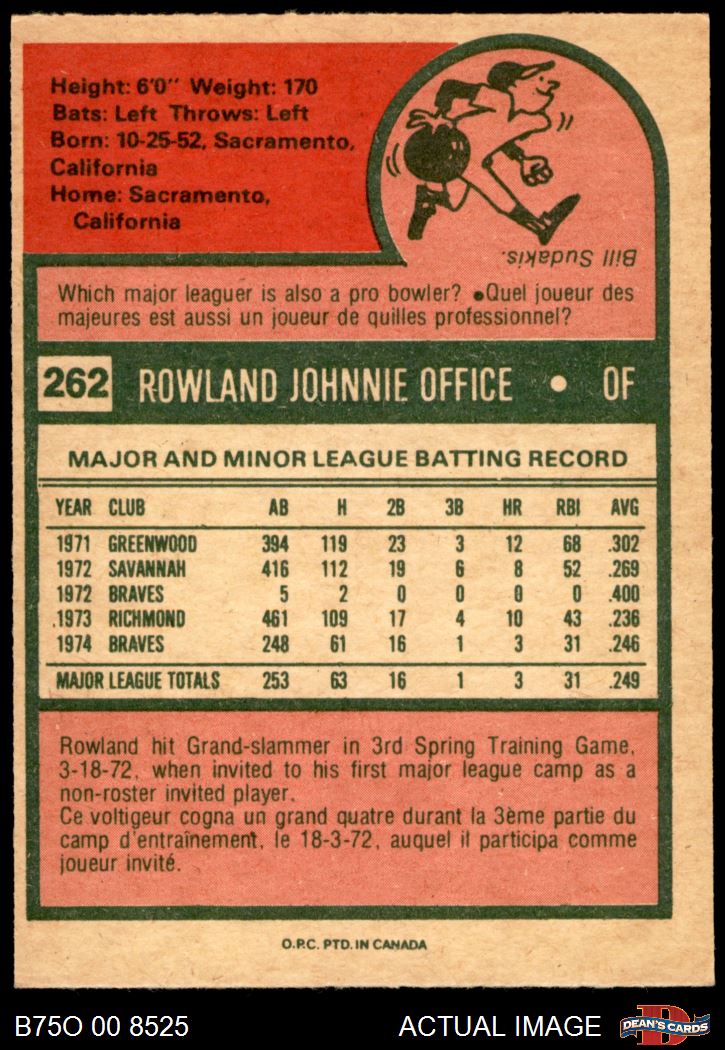 Height: 6'0" Weight: 170
Bats: Left Throws: Left
Born: 10-25-52, Sacramento,
California
Home: Sacramento,
California
Bill Sudakis.
Which major leaguer is also a pro bowler? ●Quel joueur des
majeures est aussi un joueur de quilles professionnel?
262 ROWLAND JOHNNIE OFFICE • OF
MAJOR AND MINOR LEAGUE BATTING RECORD
YEAR CLUB AB H 2B 3B HR RBI AVG
1971 GREENWOOD 394 119 23 3 12 68 .302
1972 SAVANNAH 416 112 19 6 8 52 .269
1972 BRAVES 5 2 0 0 0 0 .400
1973 RICHMOND 461 109 17 4 10 43 .236
1974 BRAVES 248 61 16 1 3 31 .246
MAJOR LEAGUE TOTALS 253 63 16 1 3 31 .249
Rowland hit Grand-slammer in 3rd Spring Training Game,
3-18-72, when invited to his first major league camp as a
non-roster invited player.
Ce voltigeur cogna un grand quatre durant la 3ème partie du
camp d'entraînement, le 18-3-72, auquel il participa comme
joueur invité.
O.P.C. PTD. IN CANADA
B75O 00 8525 ACTUAL IMAGE D DEAN'S CARDS